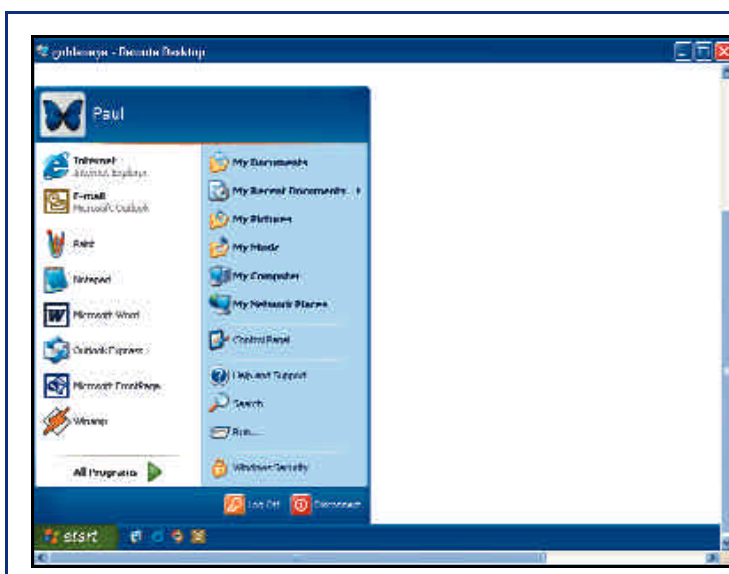 - Remote Desktop
Paul
Internet
Internet Explorer
E-mail
Microsoft Outlook
Paint
Notepad
Microsoft Word
Outlook Express
Microsoft FrontPage
Winamp
All Programs
My Documents
My Recent Documents
My Pictures
My Music
My Computer
My Network Places
Control Panel
Help and Support
Search
Run...
Windows Security
Log Off Disconnect
start